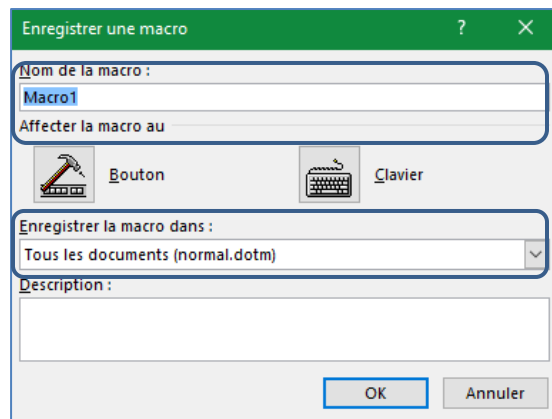 Enregistrer une macro ? ×
Nom de la macro :
Macro1
Affecter la macro au
Bouton Clavier
Enregistrer la macro dans :
Tous les documents (normal.dotm)
Description :
OK Annuler